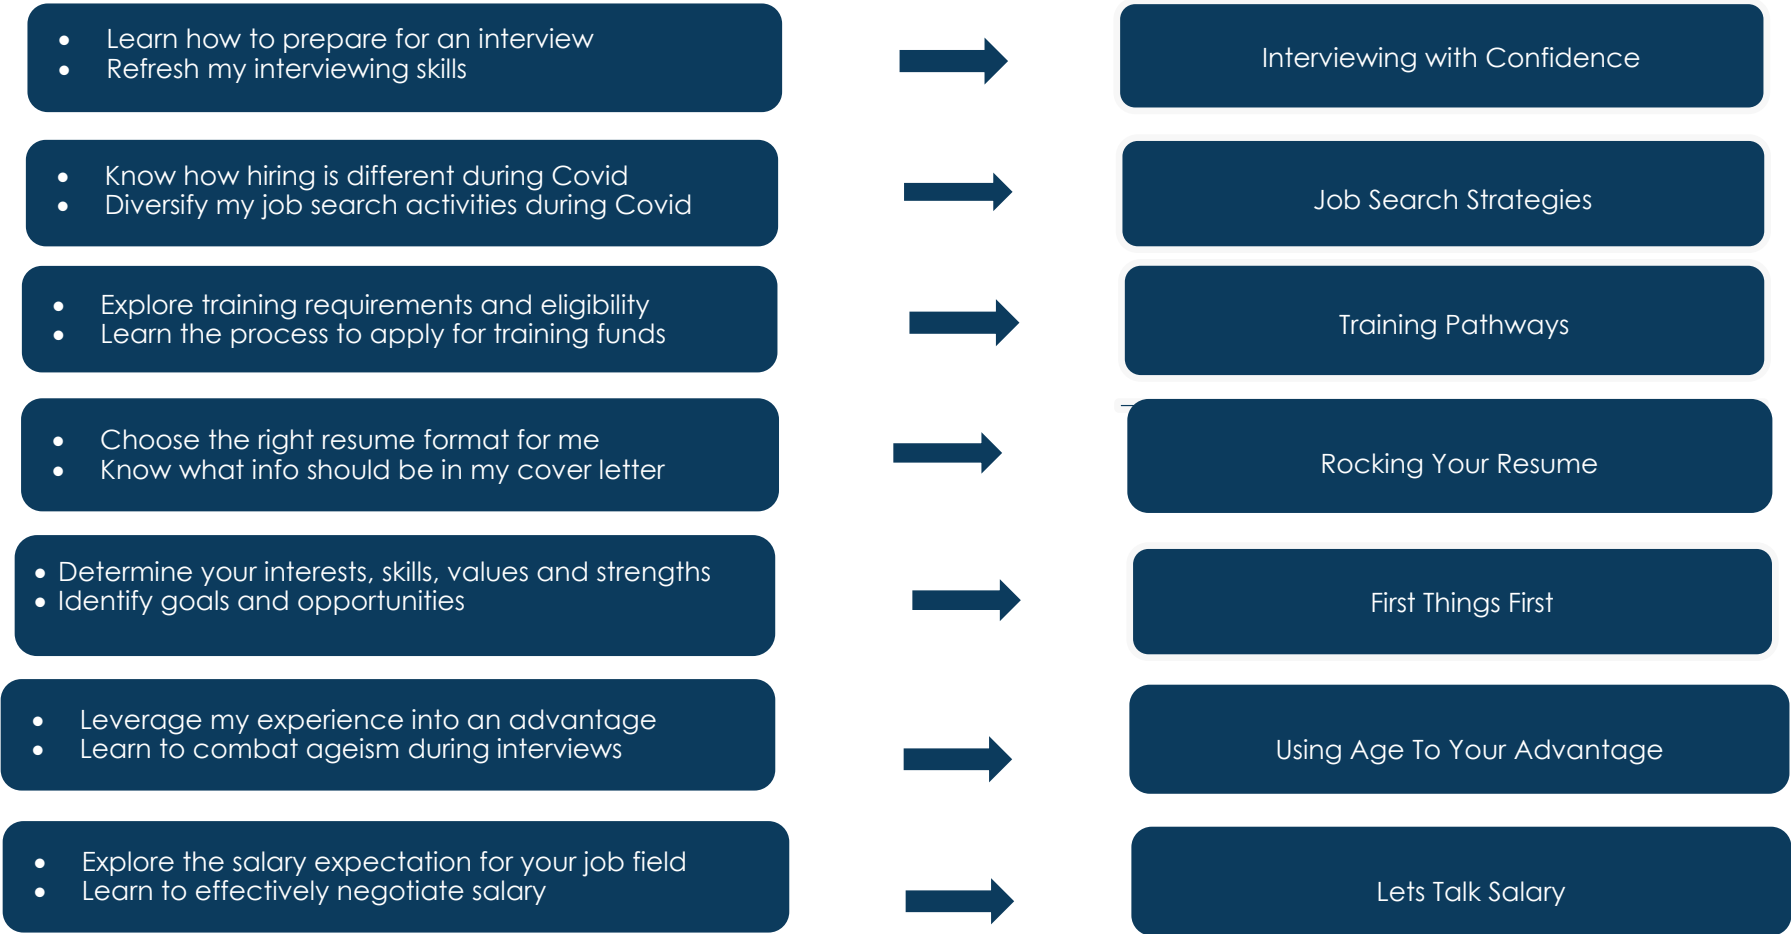 • Learn how to prepare for an interview
• Refresh my interviewing skills
Interviewing with Confidence
• Know how hiring is different during Covid
• Diversify my job search activities during Covid
Job Search Strategies
• Explore training requirements and eligibility
• Learn the process to apply for training funds
Training Pathways
• Choose the right resume format for me
• Know what info should be in my cover letter
Rocking Your Resume
• Determine your interests, skills, values and strengths
• Identify goals and opportunities
First Things First
• Leverage my experience into an advantage
• Learn to combat ageism during interviews
Using Age To Your Advantage
• Explore the salary expectation for your job field
• Learn to effectively negotiate salary
Lets Talk Salary